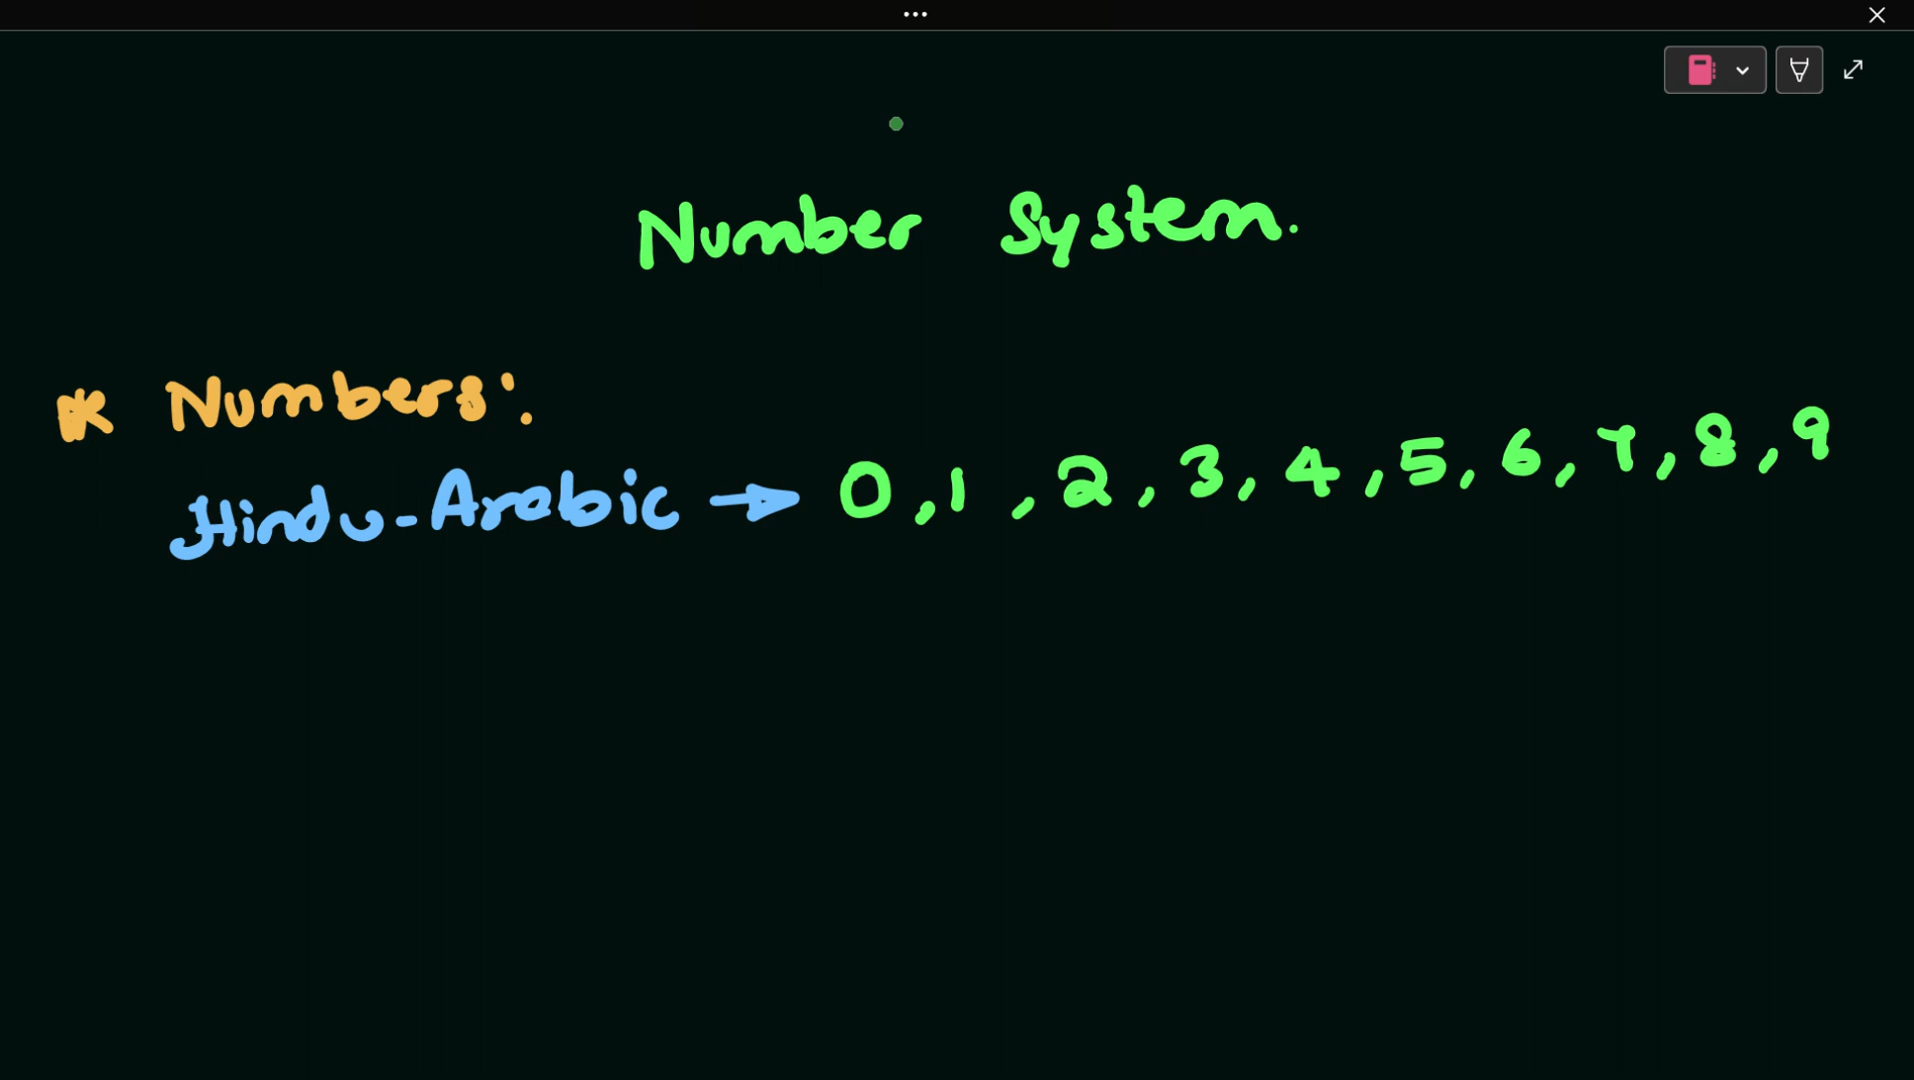 Number System.
* Numbers:
Hindu-Arabic → 0,1,2,3,4,5,6,7,8,9